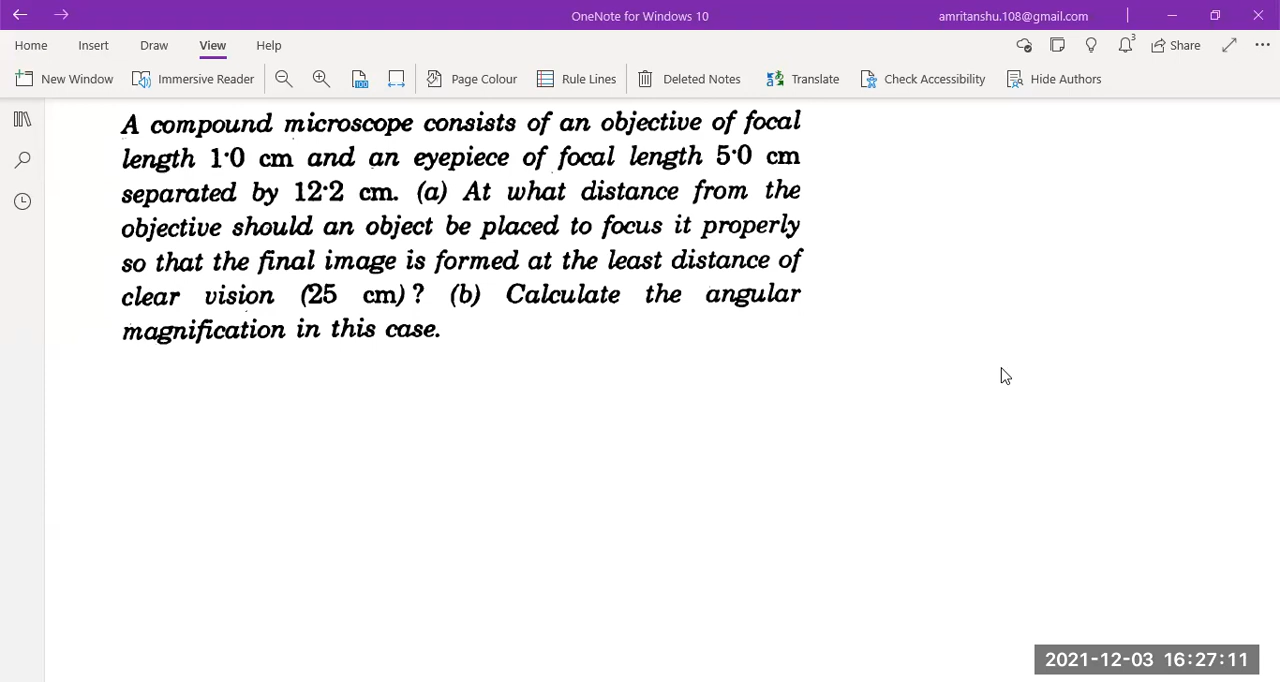 OneNote for Windows 10
amritanshu.108@gmail.com
Home Insert Draw View Help
3
Share
New Window Immersive Reader 100 Page Colour Rule Lines Deleted Notes Translate Check Accessibility Hide Authors
A compound microscope consists of an objective of focal
length 1·0 cm and an eyepiece of focal length 5·0 cm
separated by 12·2 cm. (a) At what distance from the
objective should an object be placed to focus it properly
so that the final image is formed at the least distance of
clear vision (25 cm) ? (b) Calculate the angular
magnification in this case.
2021-12-03 16:27:11